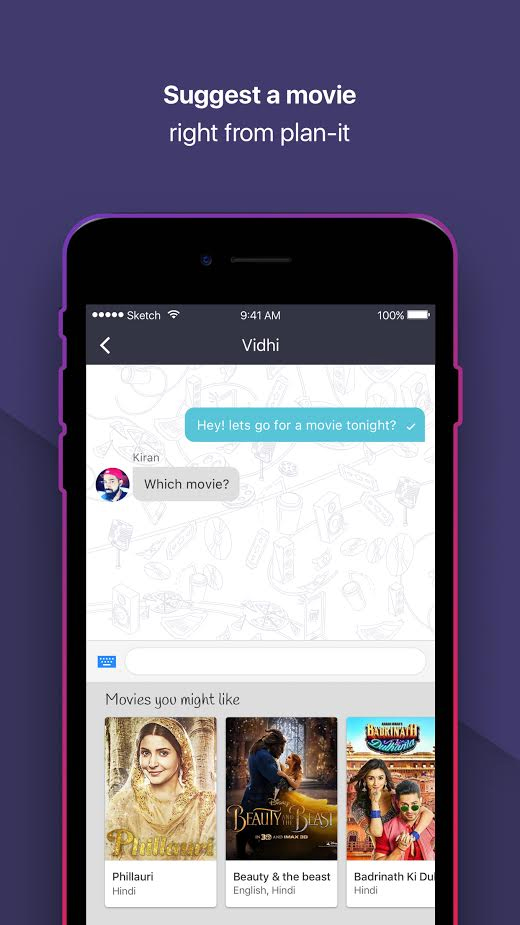 Suggest a movie
right from plan-it
Sketch 9:41 AM 100%
Vidhi
Hey! lets go for a movie tonight?
Kiran
Which movie?
Movies you might like
Phillauri
Disney
BEAUTY AND THE BEAST
IN 3D AND IMAX 3D
BADRINATH
Ki
Dulhania
Phillauri
Hindi
Beauty & the beast
English, Hindi
Badrinath Ki Dul
Hindi